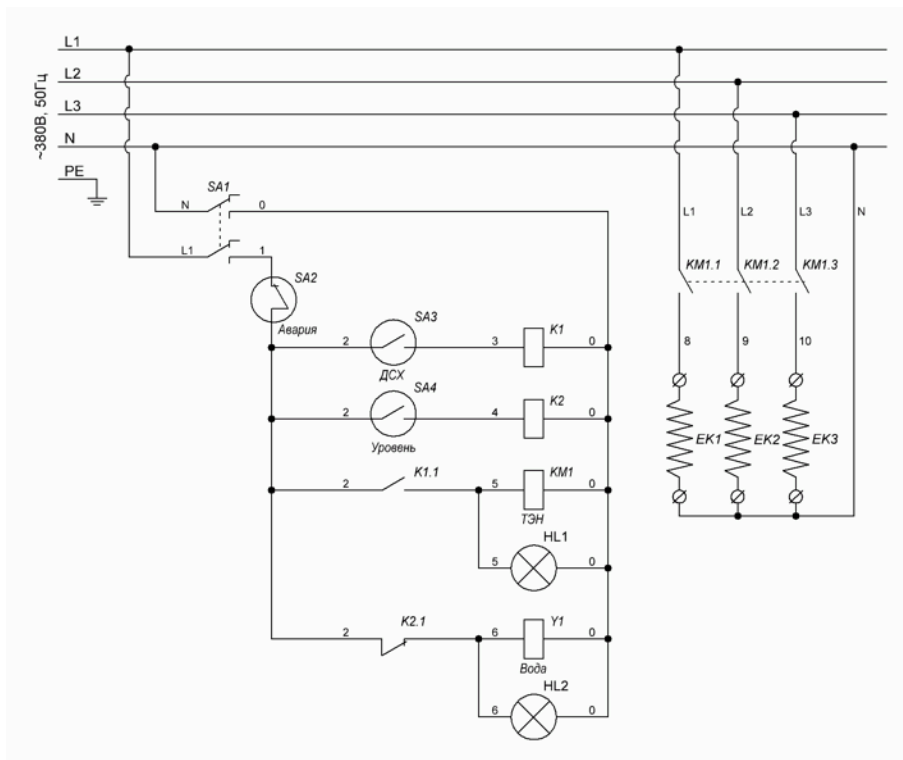 L1
L2
L3
N
PE
~380В, 50Гц
SA1
N 0
L1 1
SA2
Авария
SA3
2 3 K1 0
ДСХ
SA4
2 4 K2 0
Уровень
K1.1
2 5 KM1 0
ТЭН
HL1
5 0
K2.1
2 6 Y1 0
Вода
HL2
6 0
L1 L2 L3 N
KM1.1 KM1.2 KM1.3
8 9 10
EK1 EK2 EK3